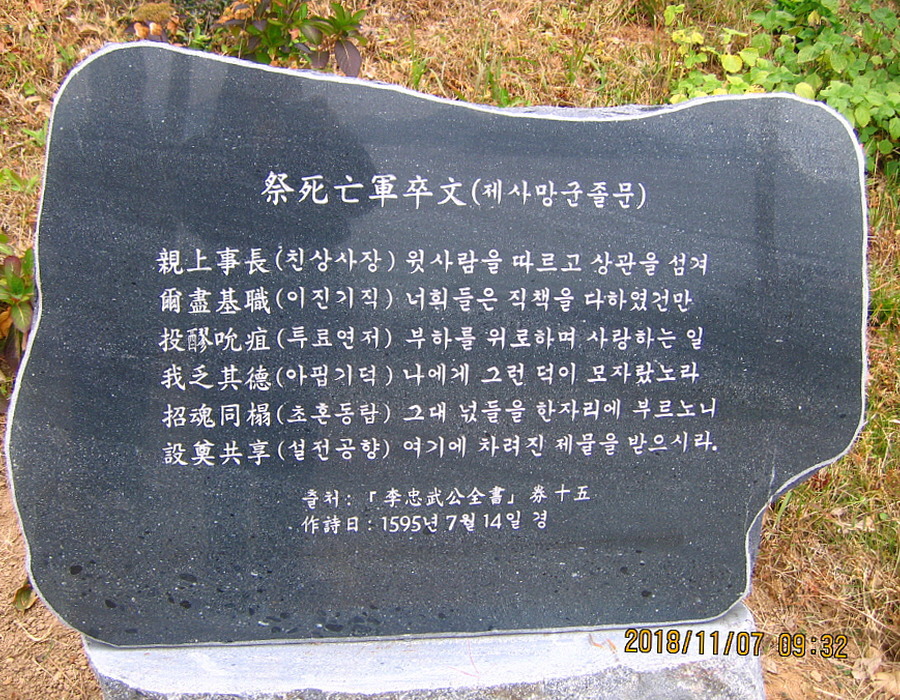 祭死亡軍卒文(제사망군졸문)
親上事長(친상사장) 윗사람을 따르고 상관을 섬겨
爾盡基職(이진기직) 너희들은 직책을 다하였건만
投醪吮疽(투료연저) 부하를 위로하며 사랑하는 일
我乏其德(아핍기덕) 나에게 그런 덕이 모자랐노라
招魂同榻(초혼동탑) 그대 넋들을 한자리에 부르노니
設奠共享(설전공향) 여기에 차려진 제물을 받으시라.
출처: 「李忠武公全書」 券十五
作詩日: 1595년 7월 14일 경
2018/11/07 09:32